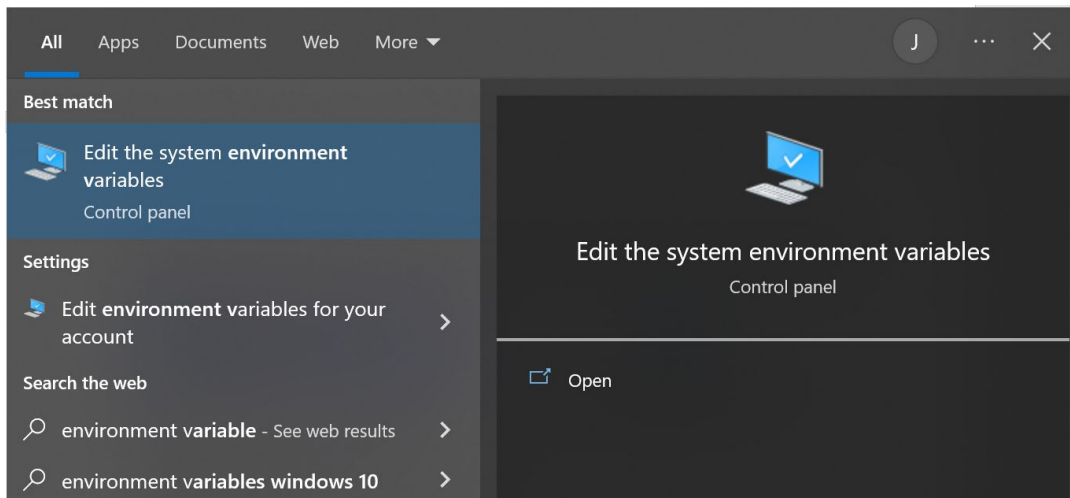 All Apps Documents Web More J ...
Best match
Edit the system environment
variables
Control panel
Settings
Edit environment variables for your
account
Search the web
environment variable - See web results
environment variables windows 10
Edit the system environment variables
Control panel
Open